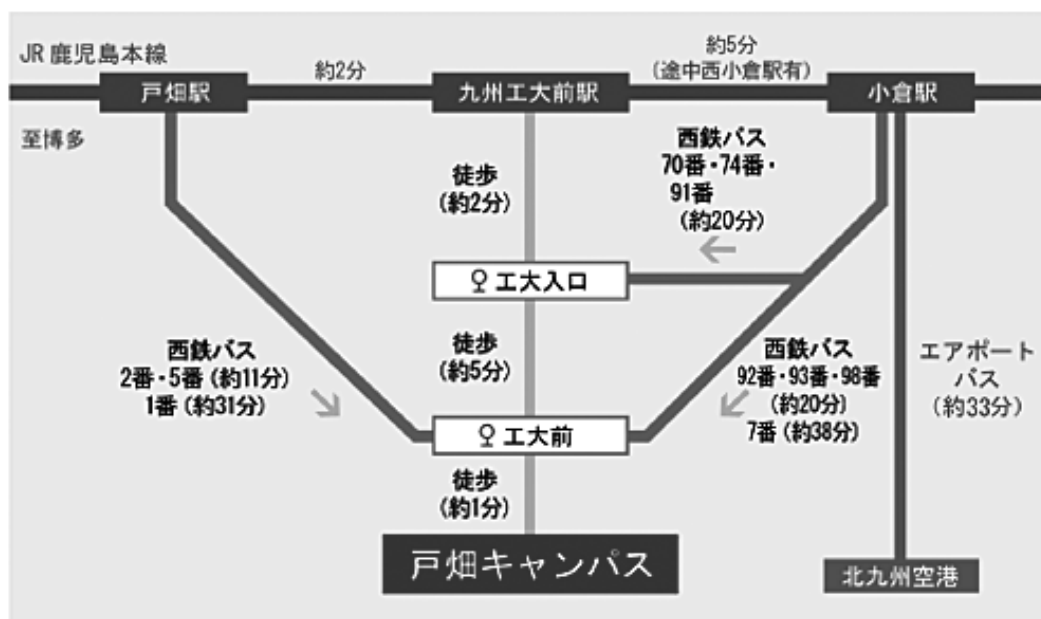 JR 鹿児島本線
約2分
約5分
(途中西小倉駅有)
戸畑駅
九州工大前駅
小倉駅
至博多
西鉄バス
70番・74番・
91番
(約20分)
徒歩
(約2分)
工大入口
西鉄バス
2番・5番 (約11分)
1番 (約31分)
徒歩
(約5分)
西鉄バス
92番・93番・98番
(約20分)
7番 (約38分)
エアポート
バス
(約33分)
工大前
徒歩
(約1分)
戸畑キャンパス
北九州空港